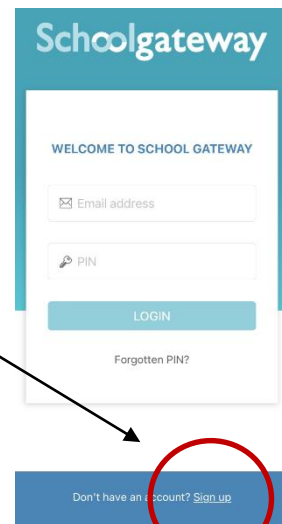 Schoolgateway
WELCOME TO SCHOOL GATEWAY
Email address
PIN
LOGIN
Forgotten PIN?
Don't have an account? Sign up